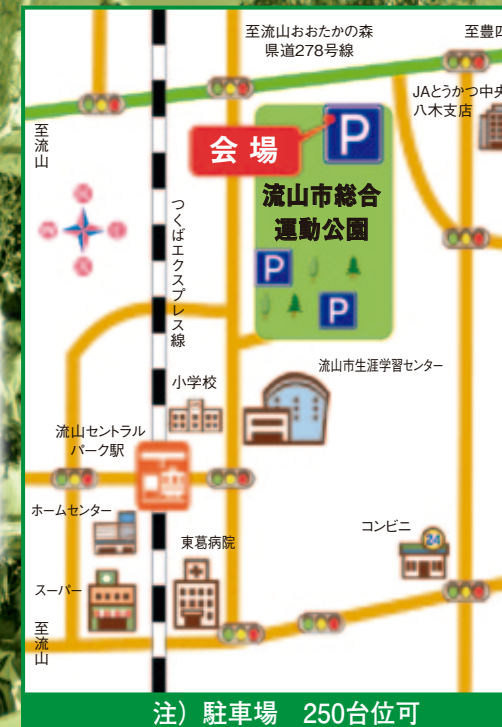 至流山おおたかの森
県道278号線
至豊四
JAとうかつ中央
八木支店
至流山
会場
P
流山市総合
運動公園
P
P
つくばエクスプレス線
小学校
流山市生涯学習センター
流山セントラル
パーク駅
ホームセンター
東葛病院
コンビニ
24
スーパー
至流山
注）駐車場　250台位可